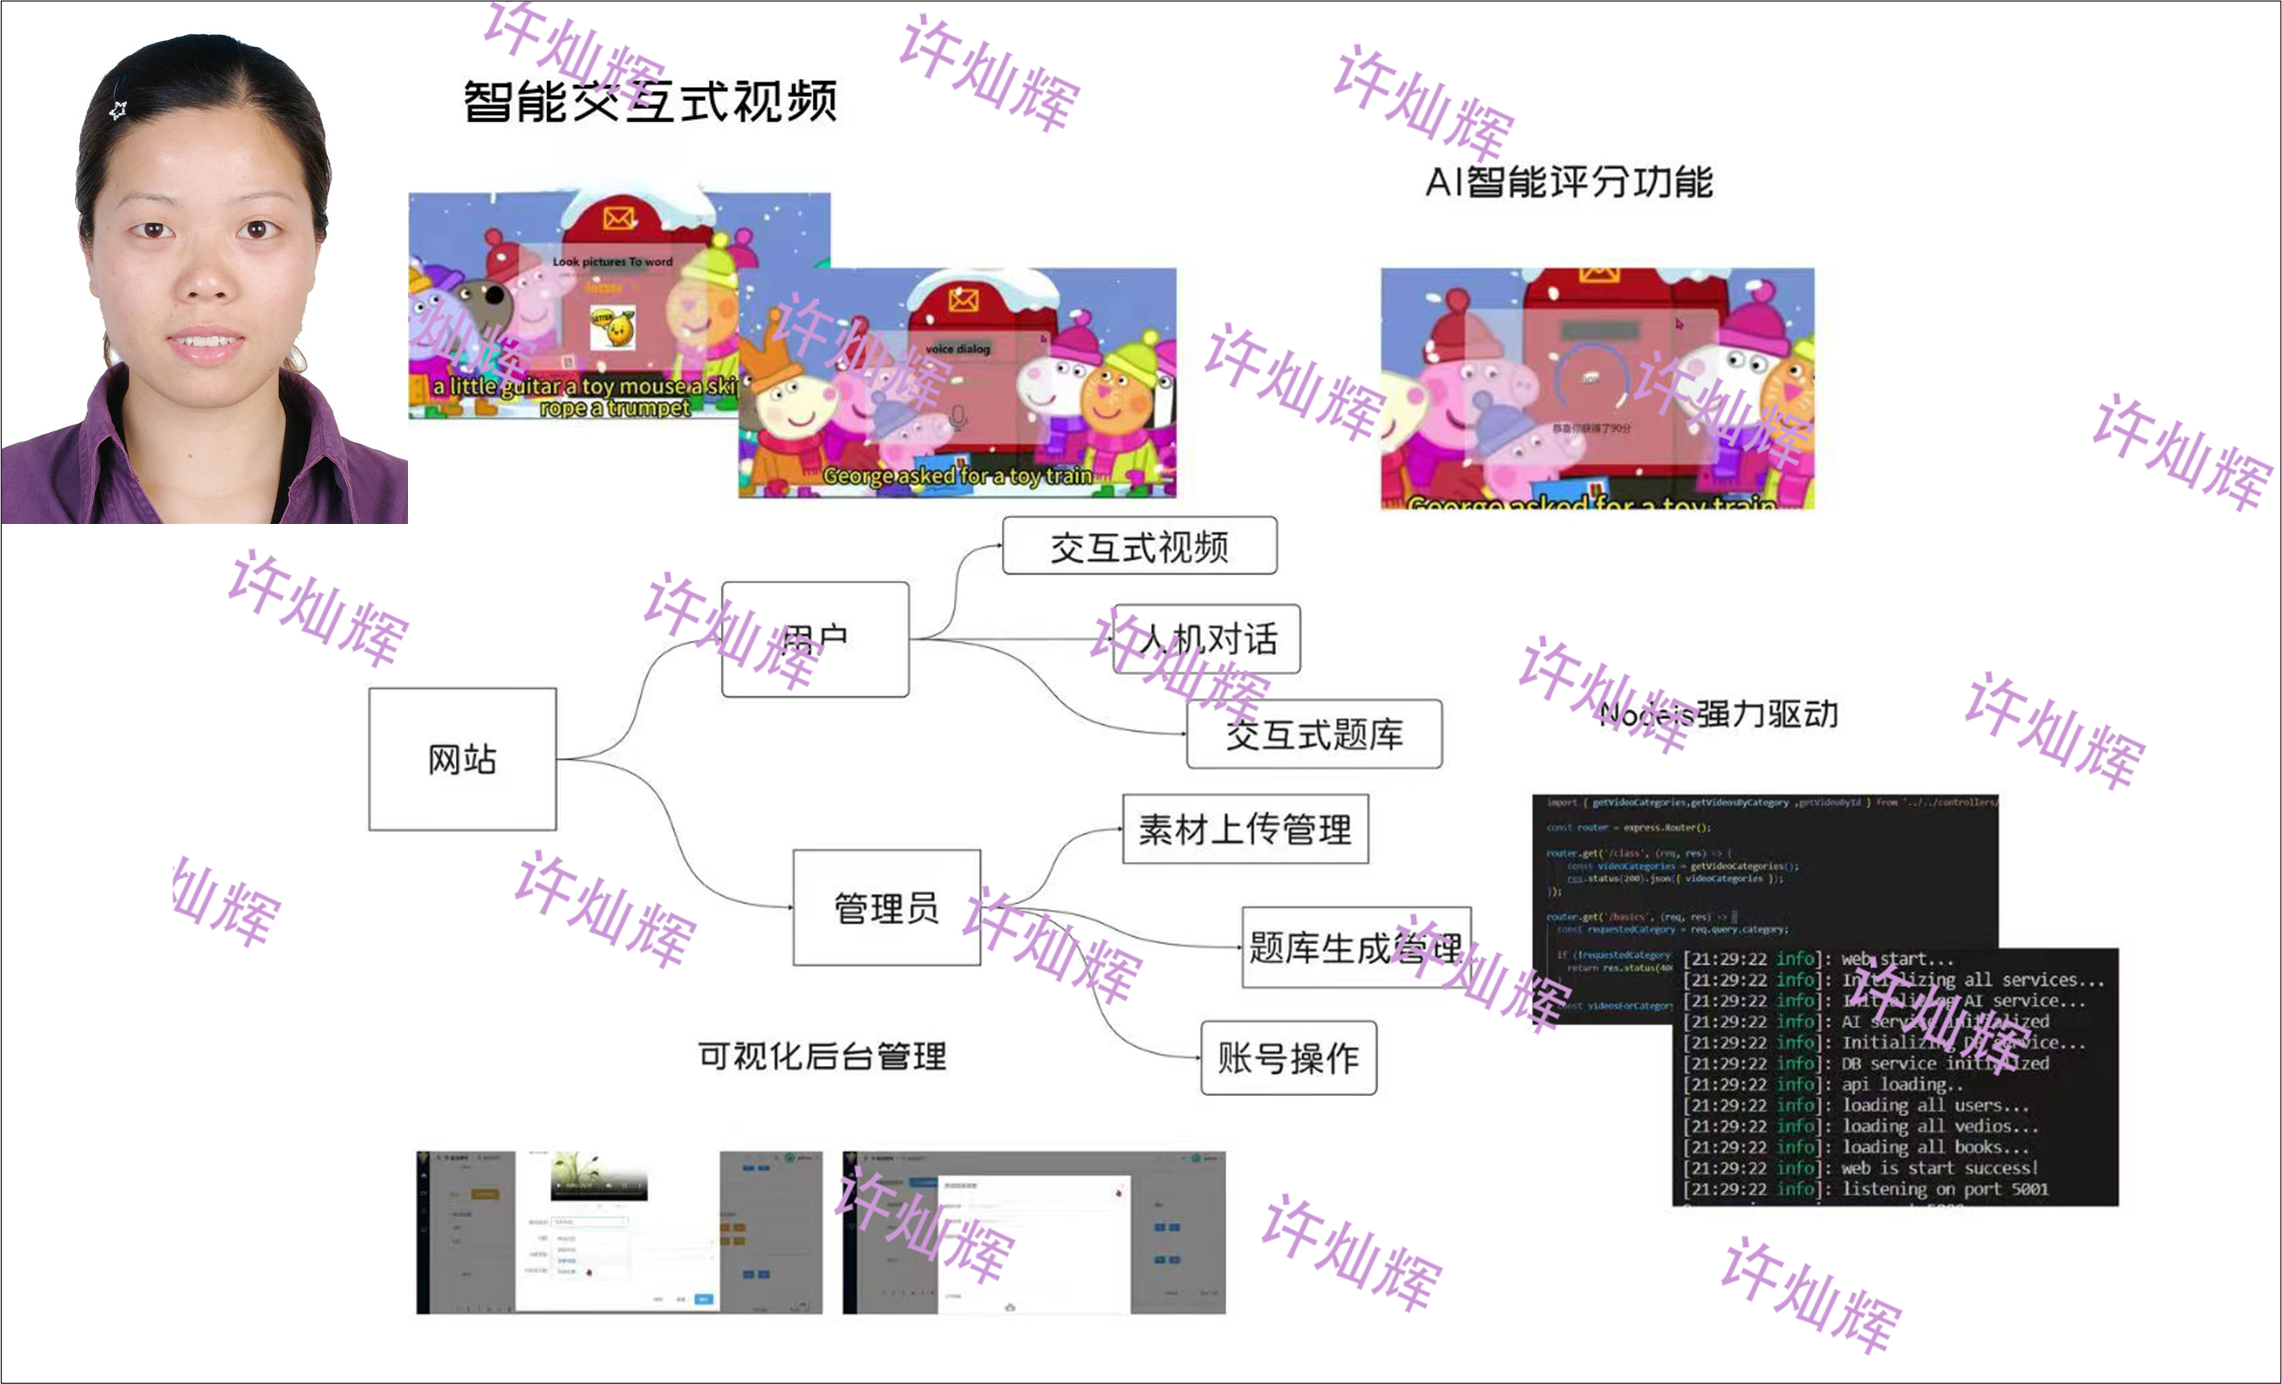 智能交互式视频
AI智能评分功能
Look pictures To word
letter
a little guitar a toy mouse a ski
rope a trumpet
voice dialog
George asked for a toy train
恭喜你获得了90分
George asked for a toy train
交互式视频
用户
人机对话
交互式题库
网站
素材上传管理
管理员
题库生成管理
账号操作
Nodejs强力驱动
import { getVideoCategories,getVideosByCategory ,getVideoById } from '../../controllers/
const router = express.Router();
router.get('/class', (req, res) => {
const videoCategories = getVideoCategories();
res.status(200).json({ videoCategories });
});
router.get('/basics', (req, res) => {
const requestedCategory = req.query.category;
if (!requestedCategory
return res.status(40
const videosForCategory
[21:29:22 info]: web start...
[21:29:22 info]: Initializing all services...
[21:29:22 info]: Initializing AI service...
[21:29:22 info]: AI service initialized
[21:29:22 info]: Initializing DB service...
[21:29:22 info]: DB service initialized
[21:29:22 info]: api loading..
[21:29:22 info]: loading all users...
[21:29:22 info]: loading all vedios...
[21:29:22 info]: loading all books...
[21:29:22 info]: web is start success!
[21:29:22 info]: listening on port 5001
可视化后台管理
许灿辉
许灿辉
许灿辉
灿辉
许灿辉
许灿辉
许灿辉
许灿辉
许灿辉
许灿辉
许灿辉
许灿辉
许灿辉
灿辉
许灿辉
许灿辉
许灿辉
许灿辉
许灿辉
许灿辉
许灿辉